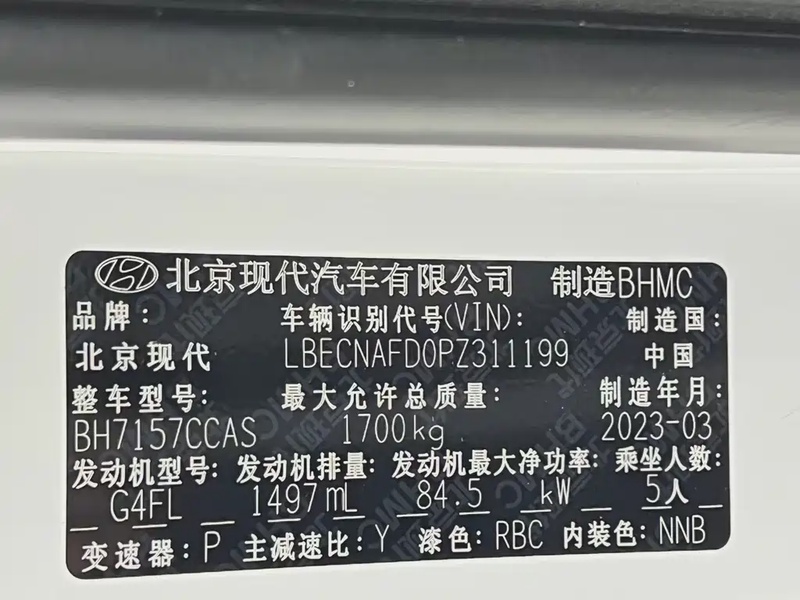 北京现代汽车有限公司 制造BHMC
品牌: 车辆识别代号(VIN): 制造国:
北京现代 LBECNAFD0PZ311199 中国
整车型号: 最大允许总质量: 制造年月:
BH7157CCAS 1700kg 2023-03
发动机型号: 发动机排量: 发动机最大净功率: 乘坐人数:
G4FL 1497mL 84.5 kW 5人
变速器: P 主减速比: Y 漆色: RBC 内装色: NNB